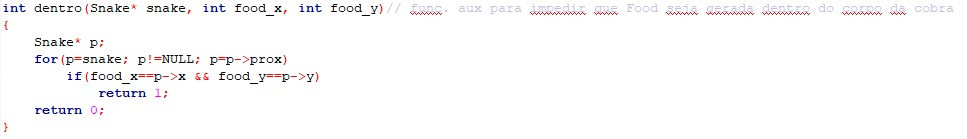 int dentro(Snake* snake, int food_x, int food_y)// func. aux para impedir que Food seja gerada dentro do corpo da cobra
{
    Snake* p;
    for(p=snake; p!=NULL; p=p->prox)
        if(food_x==p->x && food_y==p->y)
            return 1;
    return 0;
}